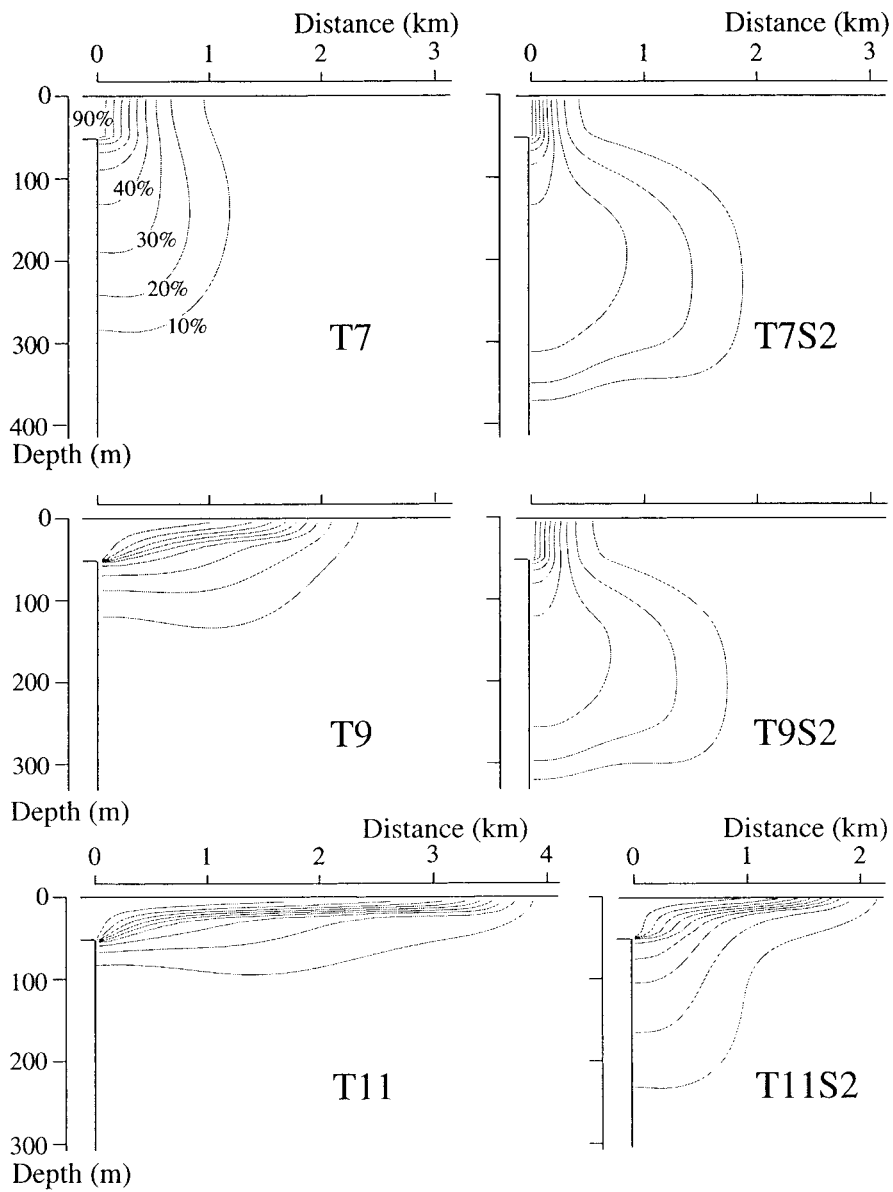 Distance (km)
0 1 2 3
Distance (km)
0 1 2 3
0
90%
100
40%
30%
200
20%
10%
300
T7
400
Depth (m)
T7S2
0
100
200
T9
300
Depth (m)
T9S2
Distance (km)
0 1 2 3 4
Distance (km)
0 1 2
0
100
200
T11
300
Depth (m)
T11S2